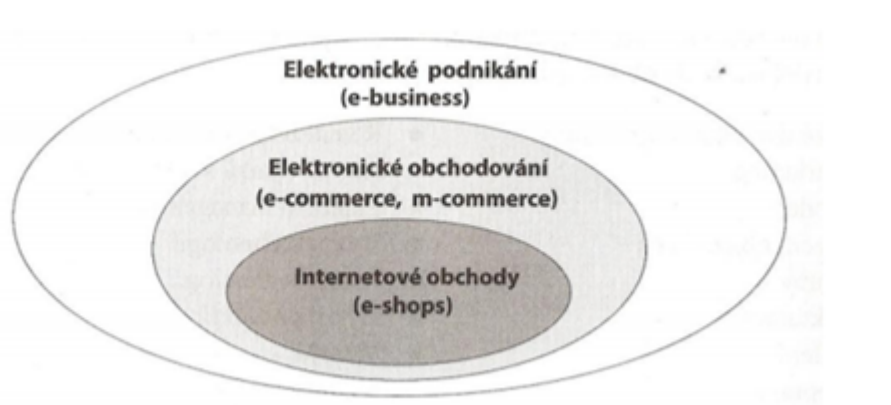 Elektronické podnikání
(e-business)
Elektronické obchodování
(e-commerce, m-commerce)
Internetové obchody
(e-shops)